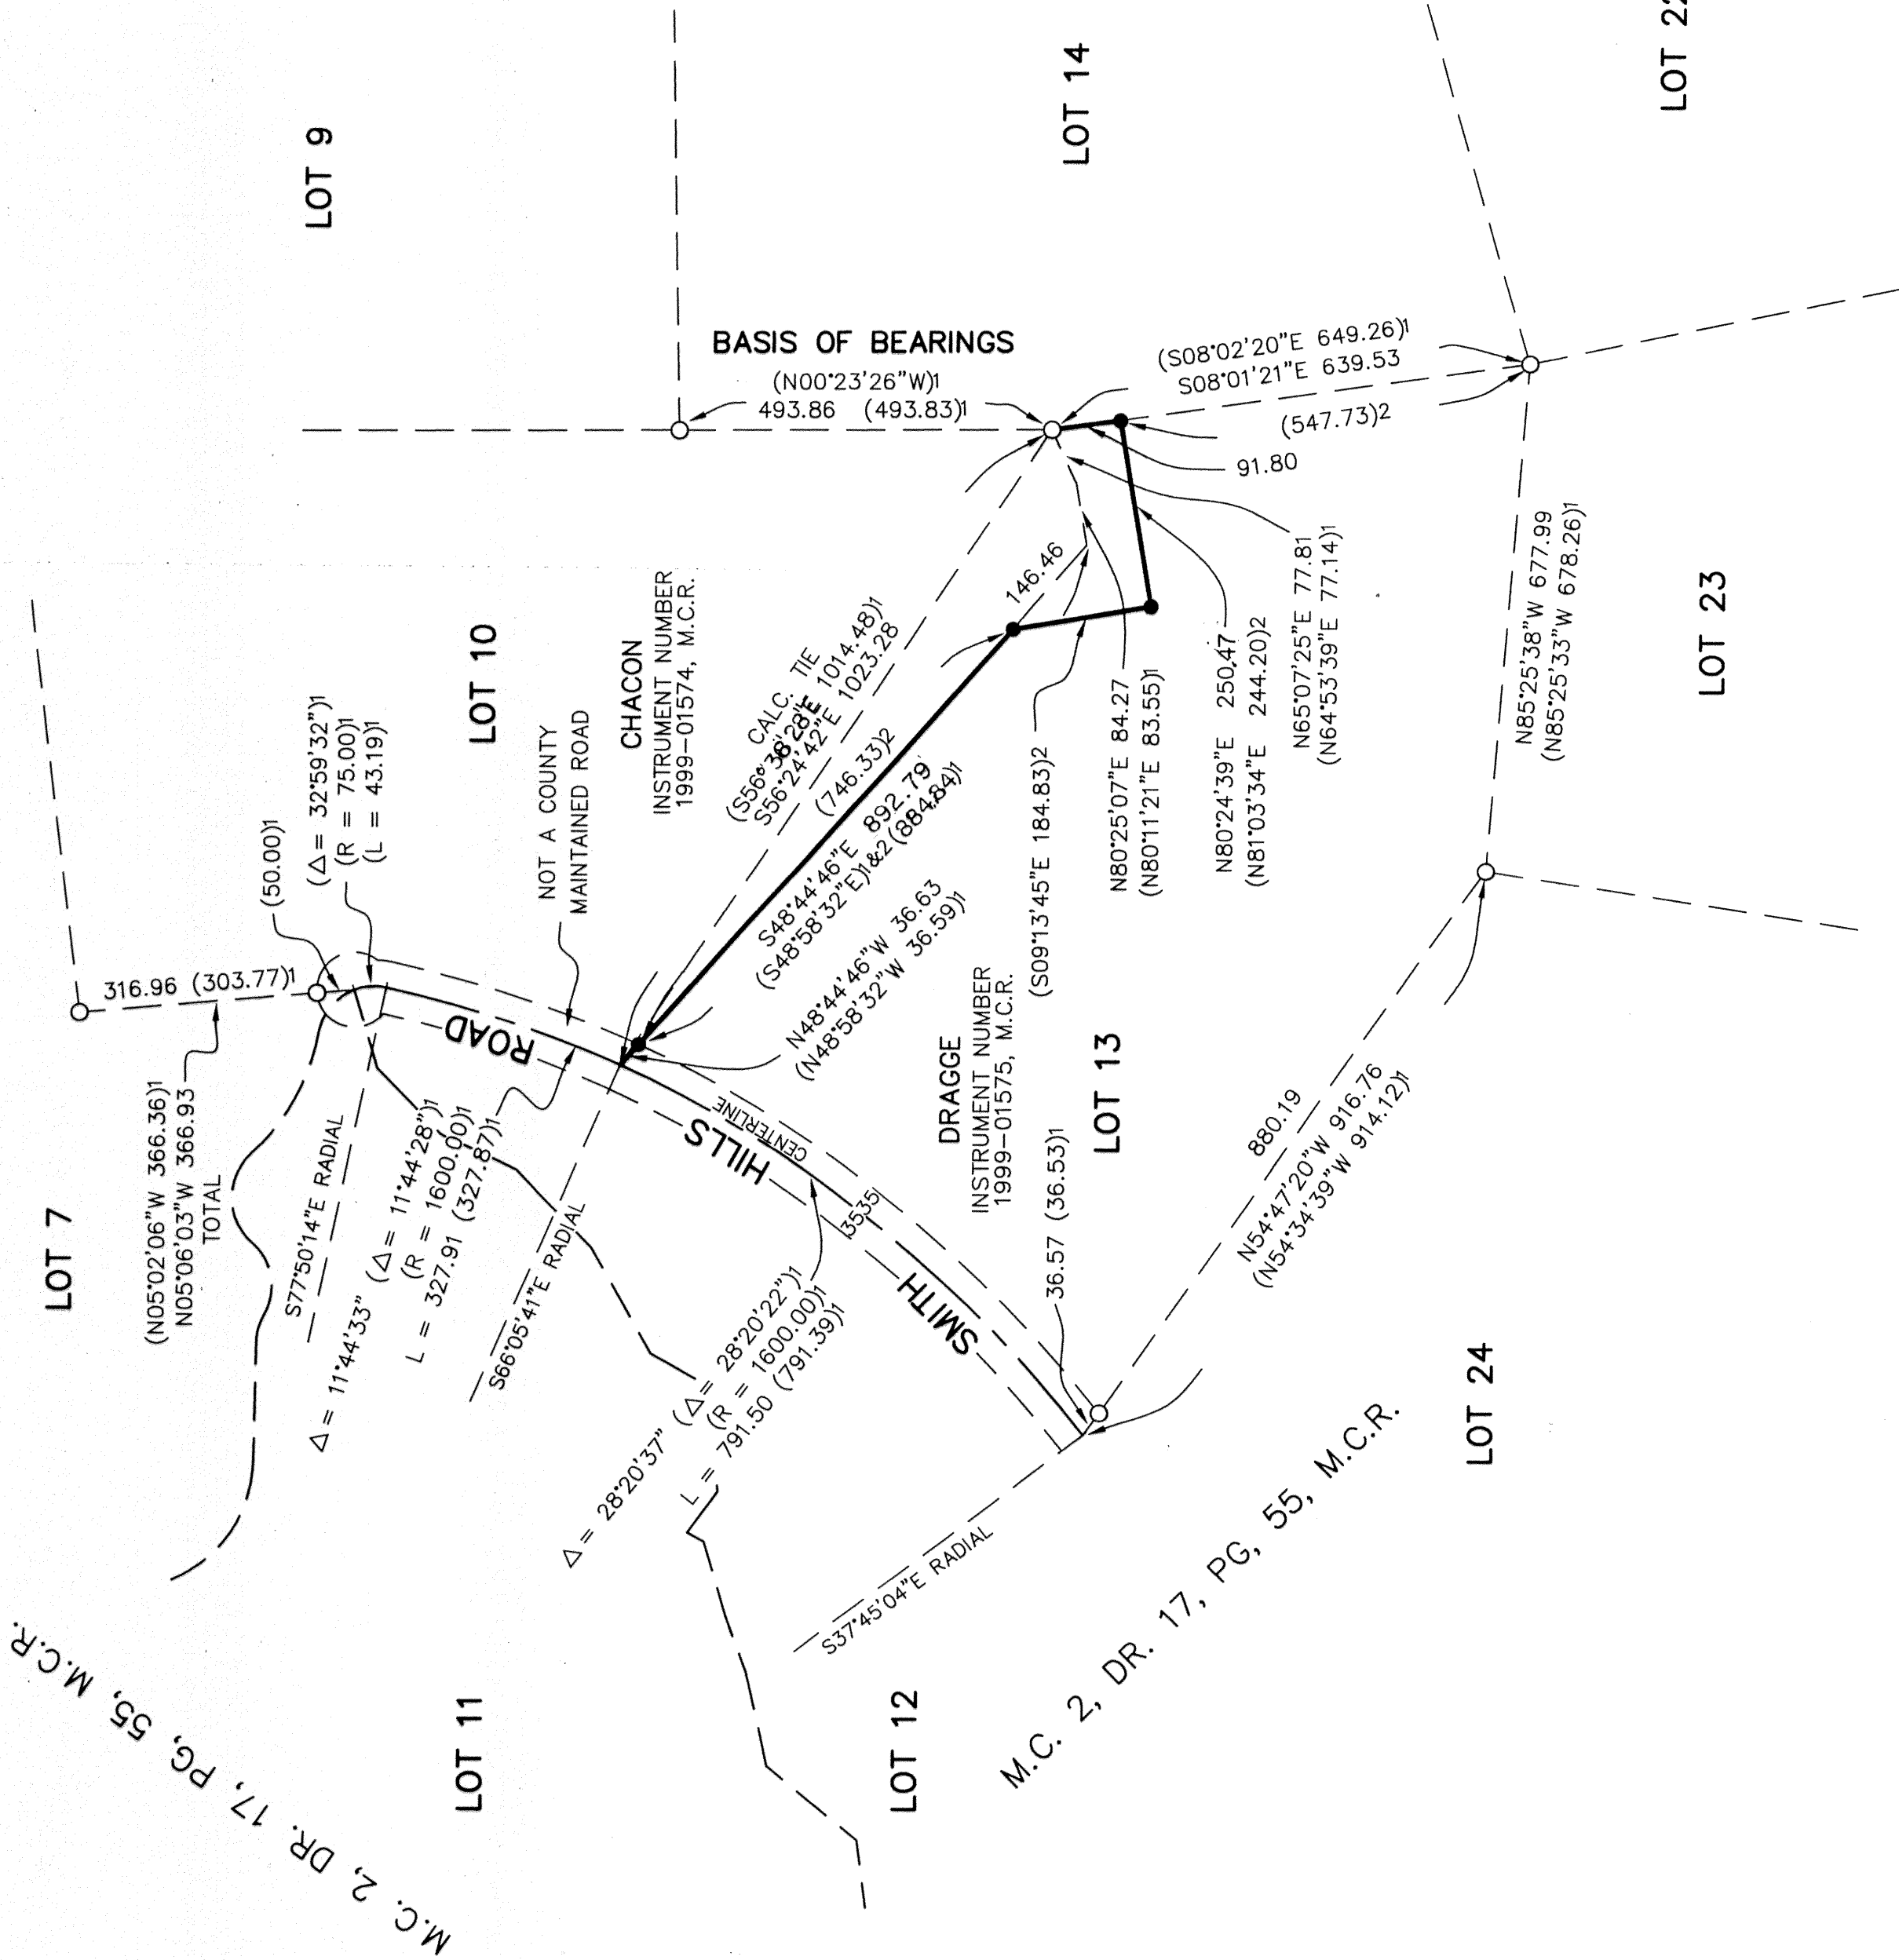 LOT 9
LOT 14
LOT 22
BASIS OF BEARINGS
(N00°23'26"W)1
493.86 (493.83)1
(S08°02'20"E 649.26)1
S08°01'21"E 639.53
(547.73)2
91.80
LOT 10
CHACON
INSTRUMENT NUMBER
1999-01574, M.C.R.
NOT A COUNTY
MAINTAINED ROAD
(50.00)1
(Δ= 32°59'32")1
(R = 75.00)1
(L = 43.19)1
316.96 (303.77)1
(N05°02'06"W 366.36)1
N05°06'03"W 366.93
TOTAL
LOT 7
CALC. TIE
(S56°38'28"E 1014.48)1
S56°24'42"E 1023.28
(746.33)2
S48°44'46"E 892.79
(S48°58'32"E)1&2 (884.84)1
N48°44'46"W 36.63
(N48°58'32"W 36.59)1
146.46
(S09°13'45"E 184.83)2
N80°25'07"E 84.27
(N80°11'21"E 83.55)1
N80°24'39"E 250.47
(N81°03'34"E 244.20)2
N65°07'25"E 77.81
(N64°53'39"E 77.14)1
N85°25'38"W 677.99
(N85°25'33"W 678.26)1
LOT 23
SMITH HILLS ROAD
CENTERLINE
35 35
S77°50'14"E RADIAL
Δ= 11°44'33" (Δ= 11°44'28")1
(R = 1600.00)1
L = 327.91 (327.87)1
S66°05'41"E RADIAL
Δ= 28°20'37" (Δ= 28°20'22")1
(R = 1600.00)1
L = 791.50 (791.39)1
S37°45'04"E RADIAL
DRAGGE
INSTRUMENT NUMBER
1999-01575, M.C.R.
LOT 13
36.57 (36.53)1
880.19
N54°47'20"W 916.76
(N54°34'39"W 914.12)1
LOT 24
LOT 11
LOT 12
M.C. 2, DR. 17, PG, 55, M.C.R.
M.C. 2, DR. 17, PG, 55, M.C.R.